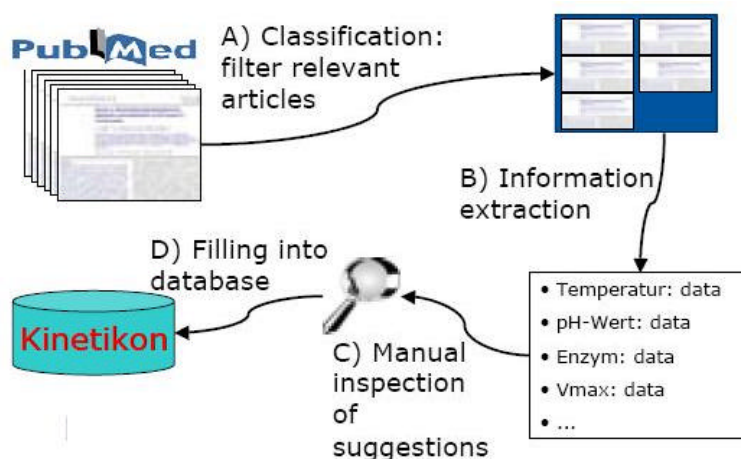 PubMed
A) Classification:
filter relevant
articles
B) Information
extraction
D) Filling into
database
Kinetikon
• Temperatur: data
• pH-Wert: data
• Enzym: data
• Vmax: data
• ...
C) Manual
inspection
of
suggestions